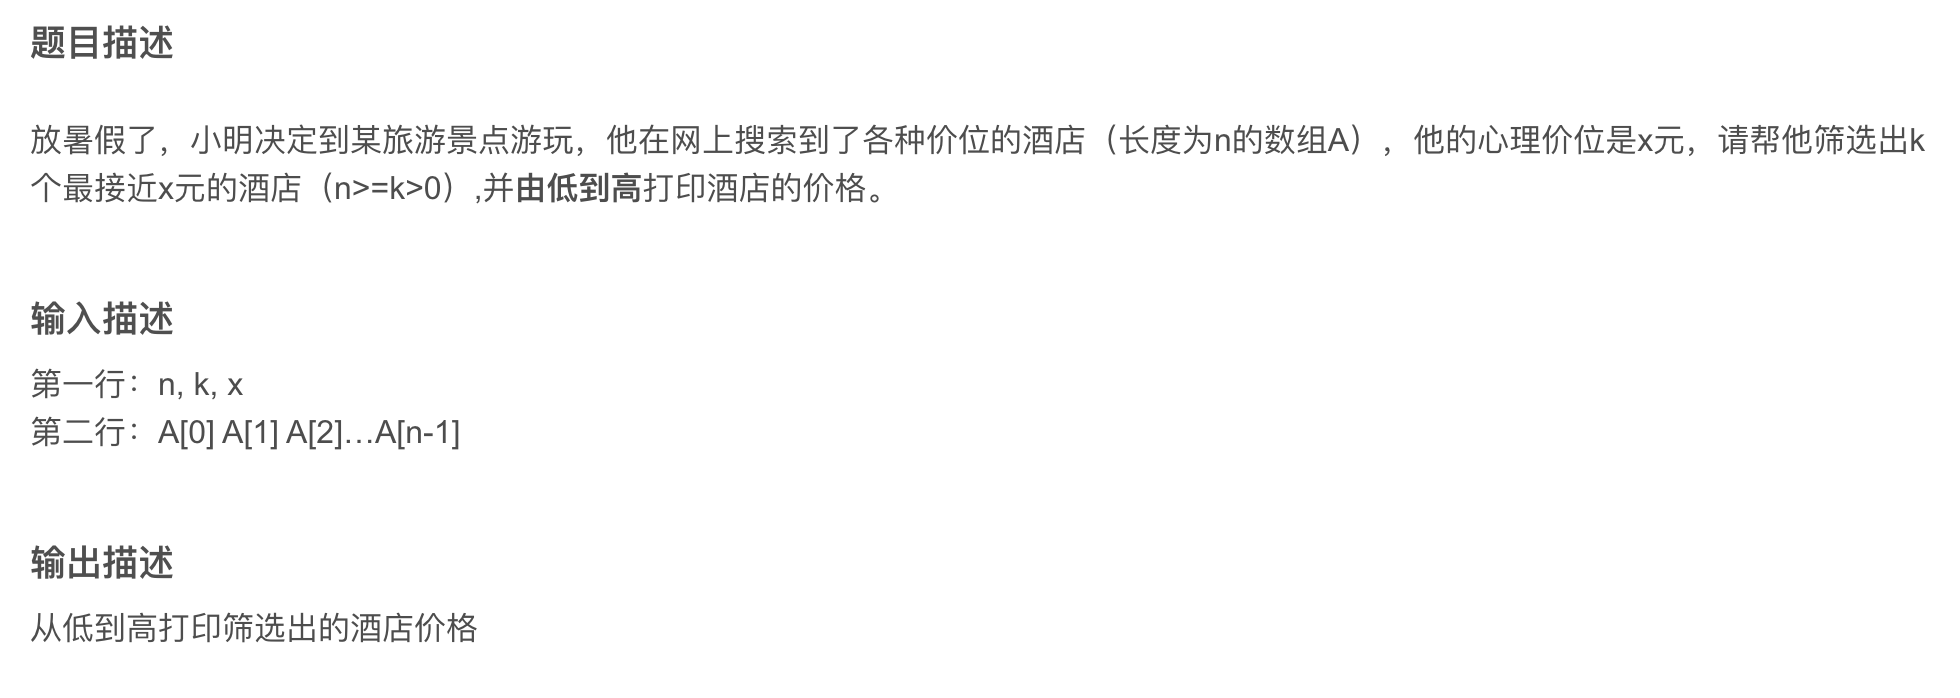 题目描述
放暑假了，小明决定到某旅游景点游玩，他在网上搜索到了各种价位的酒店（长度为n的数组A），他的心理价位是x元，请帮他筛选出k
个最接近x元的酒店（n>=k>0）,并由低到高打印酒店的价格。
输入描述
第一行：n, k, x
第二行：A[0] A[1] A[2]…A[n-1]
输出描述
从低到高打印筛选出的酒店价格